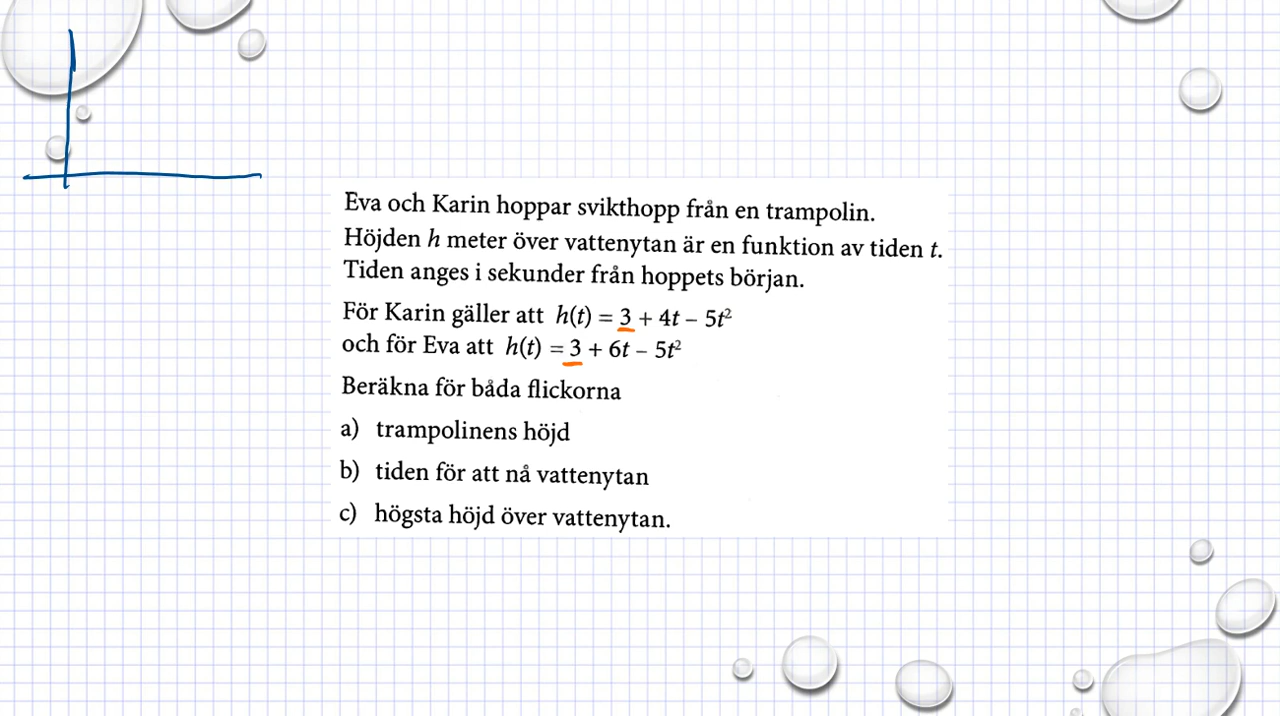 Eva och Karin hoppar svikthopp från en trampolin.
Höjden h meter över vattenytan är en funktion av tiden t.
Tiden anges i sekunder från hoppets början.
För Karin gäller att h(t) = 3 + 4t – 5t²
och för Eva att h(t) = 3 + 6t – 5t²
Beräkna för båda flickorna
a) trampolinens höjd
b) tiden för att nå vattenytan
c) högsta höjd över vattenytan.